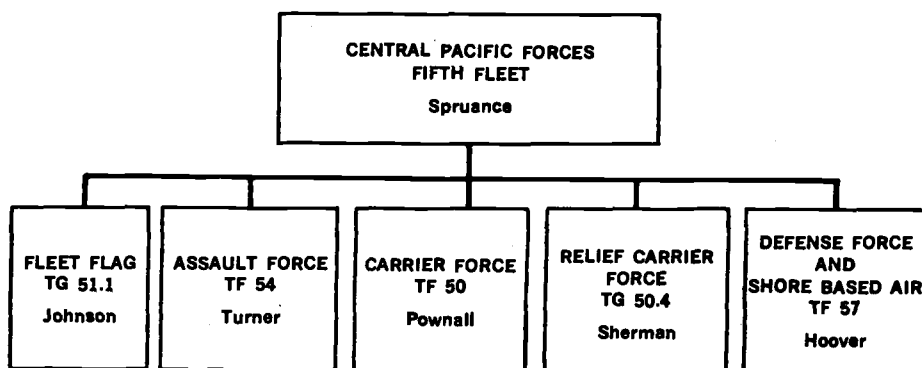 CENTRAL PACIFIC FORCES
FIFTH FLEET
Spruance
FLEET FLAG
TG 51.1
Johnson
ASSAULT FORCE
TF 54
Turner
CARRIER FORCE
TF 50
Pownall
RELIEF CARRIER
FORCE
TG 50.4
Sherman
DEFENSE FORCE
AND
SHORE BASED AIR
TF 57
Hoover